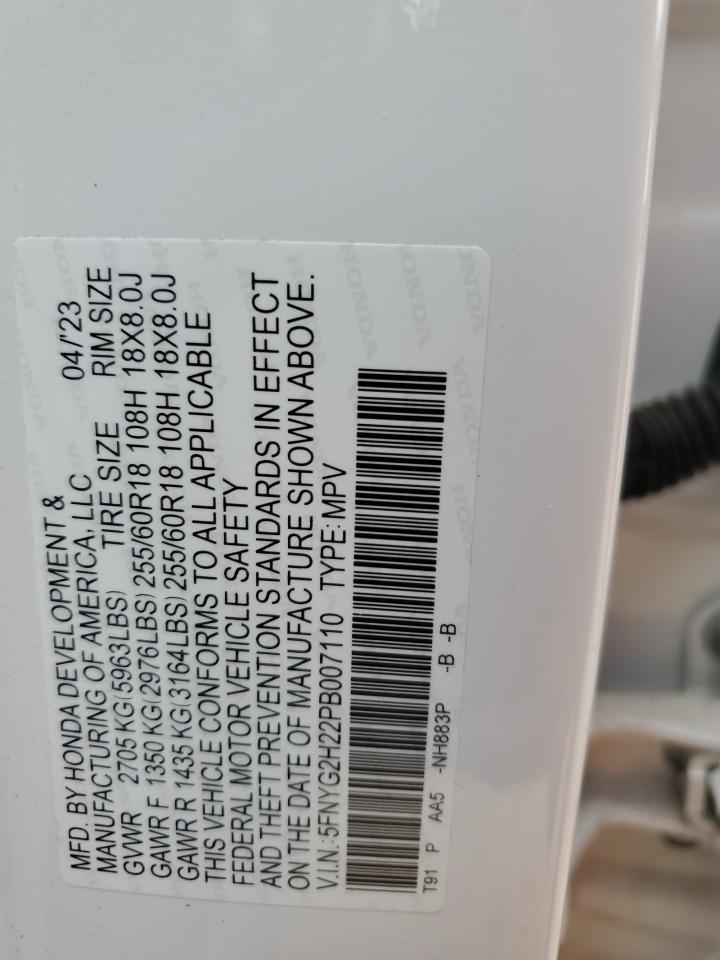 MFD. BY HONDA DEVELOPMENT &
MANUFACTURING OF AMERICA, LLC 04/'23
GVWR 2705 KG(5963LBS) TIRE SIZE RIM SIZE
GAWR F 1350 KG(2976LBS) 255/60R18 108H 18X8.0J
GAWR R 1435 KG(3164LBS) 255/60R18 108H 18X8.0J
THIS VEHICLE CONFORMS TO ALL APPLICABLE
FEDERAL MOTOR VEHICLE SAFETY
AND THEFT PREVENTION STANDARDS IN EFFECT
ON THE DATE OF MANUFACTURE SHOWN ABOVE.
V.I.N.:5FNYG2H22PB007110 TYPE: MPV
T91 P AA5 -NH883P -B -B